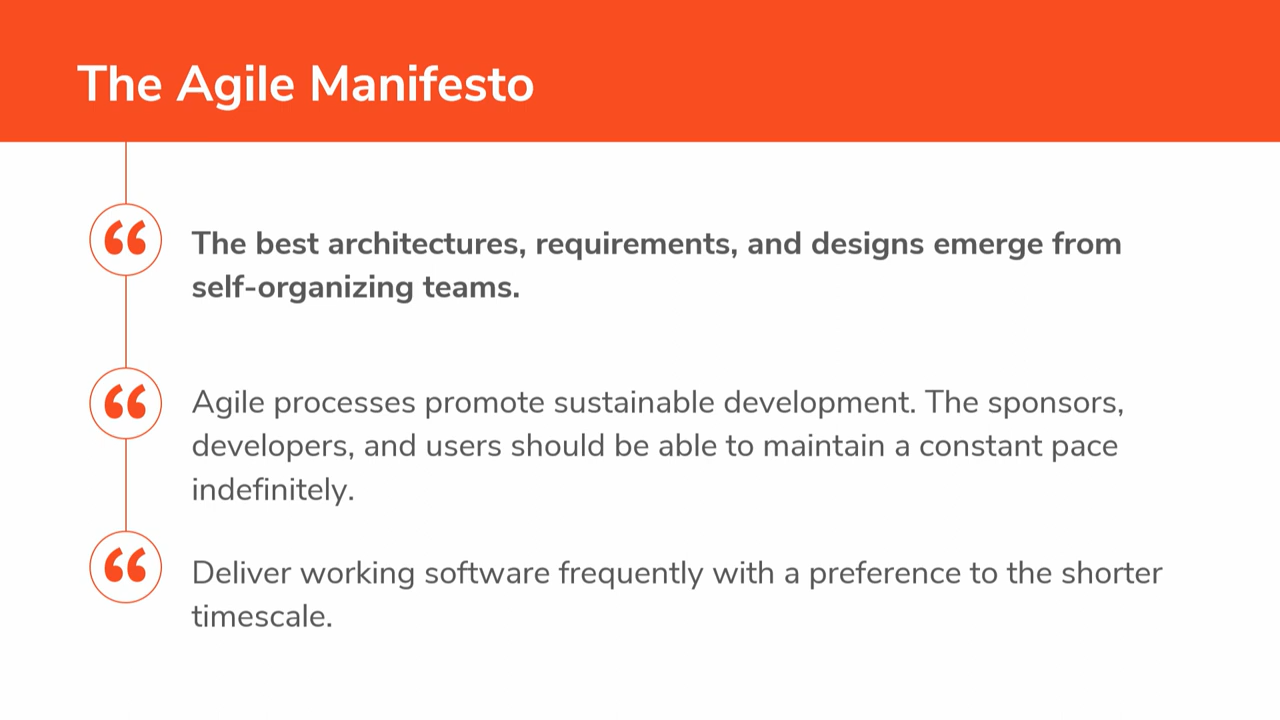 The Agile Manifesto
The best architectures, requirements, and designs emerge from
self-organizing teams.
Agile processes promote sustainable development. The sponsors,
developers, and users should be able to maintain a constant pace
indefinitely.
Deliver working software frequently with a preference to the shorter
timescale.